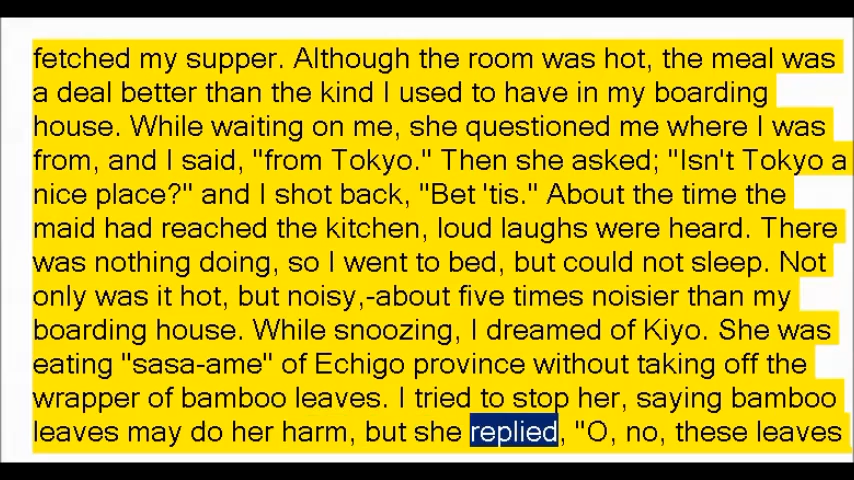 fetched my supper. Although the room was hot, the meal was
a deal better than the kind I used to have in my boarding
house. While waiting on me, she questioned me where I was
from, and I said, "from Tokyo." Then she asked; "Isn't Tokyo a
nice place?" and I shot back, "Bet 'tis." About the time the
maid had reached the kitchen, loud laughs were heard. There
was nothing doing, so I went to bed, but could not sleep. Not
only was it hot, but noisy,-about five times noisier than my
boarding house. While snoozing, I dreamed of Kiyo. She was
eating "sasa-ame" of Echigo province without taking off the
wrapper of bamboo leaves. I tried to stop her, saying bamboo
leaves may do her harm, but she replied, "O, no, these leaves